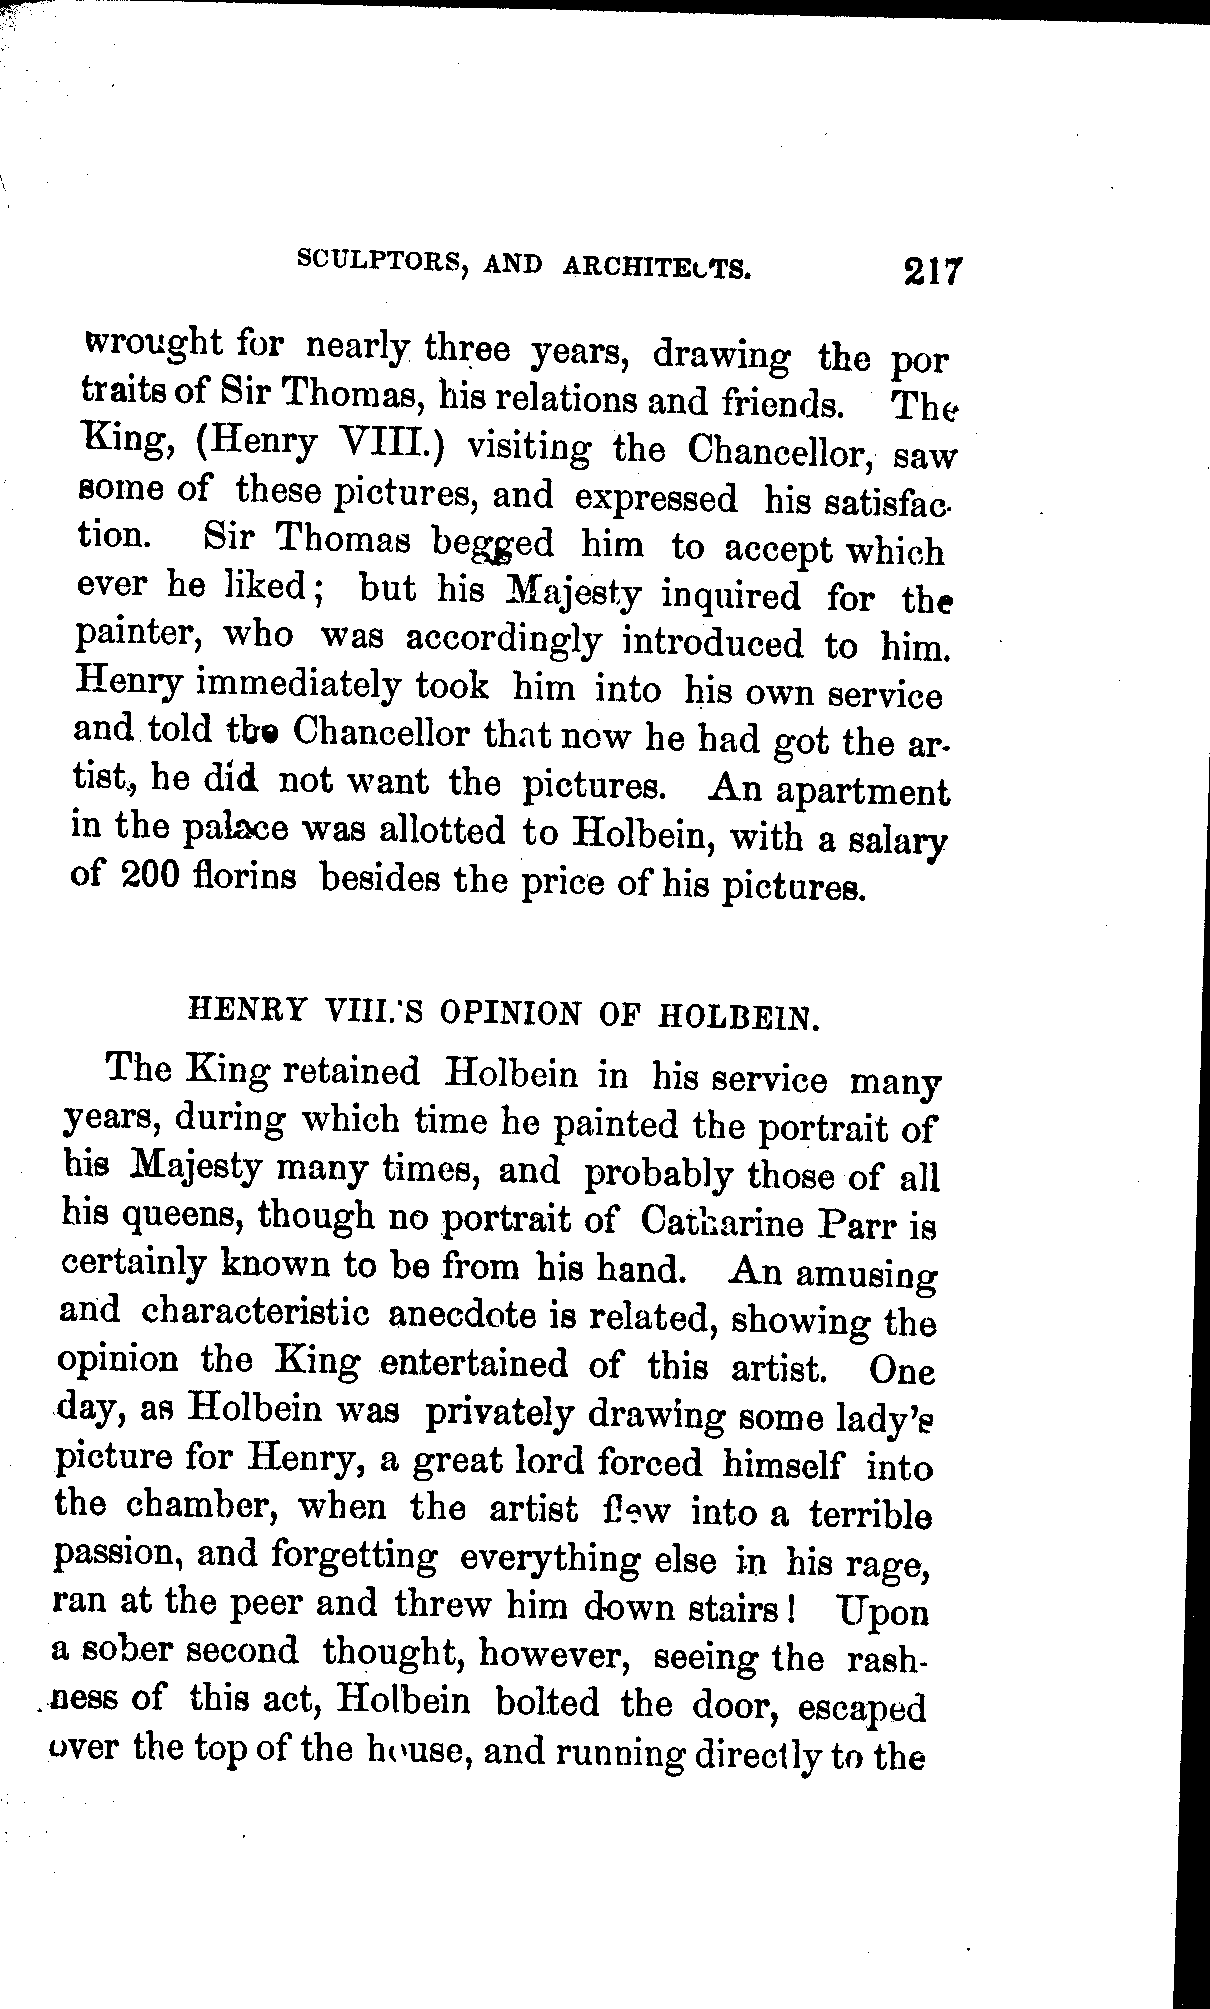 SCULPTORS, AND ARCHITECTS. 217
wrought for nearly three years, drawing the por
traits of Sir Thomas, his relations and friends. The
King, (Henry VIII.) visiting the Chancellor, saw
some of these pictures, and expressed his satisfac-
tion. Sir Thomas begged him to accept which
ever he liked; but his Majesty inquired for the
painter, who was accordingly introduced to him.
Henry immediately took him into his own service
and told the Chancellor that now he had got the ar-
tist, he did not want the pictures. An apartment
in the palace was allotted to Holbein, with a salary
of 200 florins besides the price of his pictures.
HENRY VIII.'S OPINION OF HOLBEIN.
The King retained Holbein in his service many
years, during which time he painted the portrait of
his Majesty many times, and probably those of all
his queens, though no portrait of Catharine Parr is
certainly known to be from his hand. An amusing
and characteristic anecdote is related, showing the
opinion the King entertained of this artist. One
day, as Holbein was privately drawing some lady's
picture for Henry, a great lord forced himself into
the chamber, when the artist flew into a terrible
passion, and forgetting everything else in his rage,
ran at the peer and threw him down stairs! Upon
a sober second thought, however, seeing the rash-
ness of this act, Holbein bolted the door, escaped
over the top of the house, and running directly to the